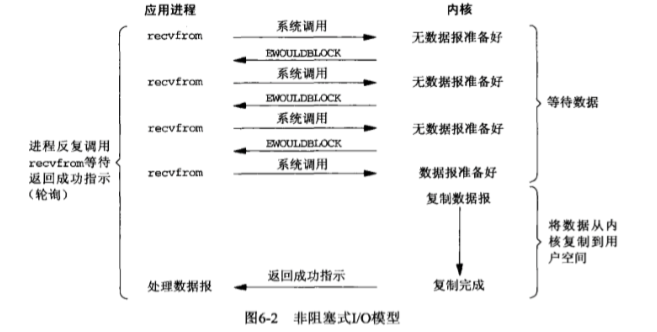 应用进程 内核
系统调用
recvfrom 无数据报准备好
EWOULDBLOCK
系统调用
recvfrom 无数据报准备好
EWOULDBLOCK
等待数据
系统调用
recvfrom 无数据报准备好
EWOULDBLOCK
进程反复调用
recvfrom等待
返回成功指示
(轮询)
系统调用
recvfrom 数据报准备好
复制数据报
将数据从内
核复制到用
户空间
返回成功指示
处理数据报 复制完成
图6-2 非阻塞式I/O模型